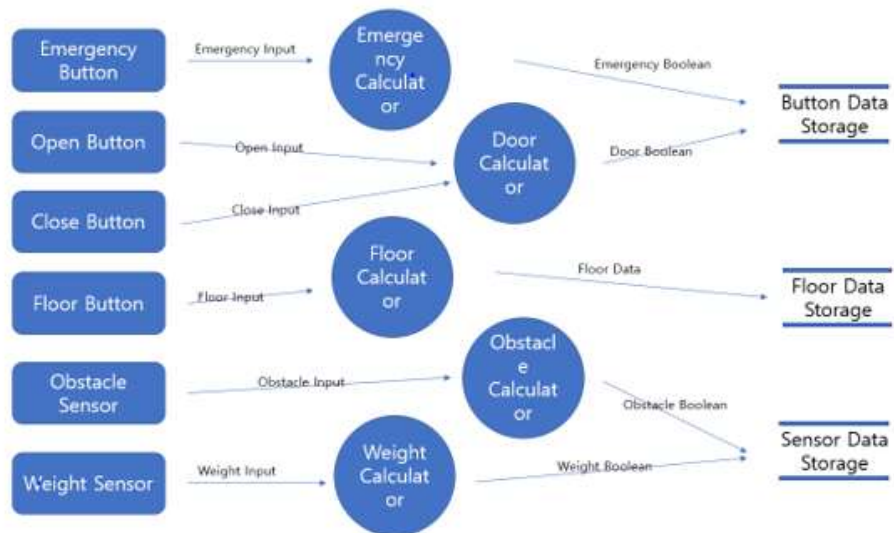 Emergency
Button
Emergency Input
Emerge
ncy
Calculat
or
Emergency Boolean
Button Data
Storage
Open Button
Open Input
Door
Calculat
or
Door Boolean
Close Button
Close Input
Floor Button
Floor Input
Floor
Calculat
or
Floor Data
Floor Data
Storage
Obstacle
Sensor
Obstacle Input
Obstacl
e
Calculat
or
Obstacle Boolean
Sensor Data
Storage
Weight Sensor
Weight Input
Weight
Calculat
or
Weight Boolean